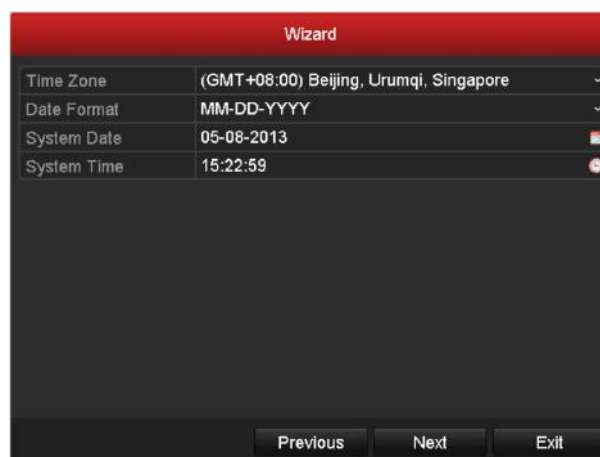 Wizard
Time Zone (GMT+08:00) Beijing, Urumqi, Singapore
Date Format MM-DD-YYYY
System Date 05-08-2013
System Time 15:22:59
Previous Next Exit